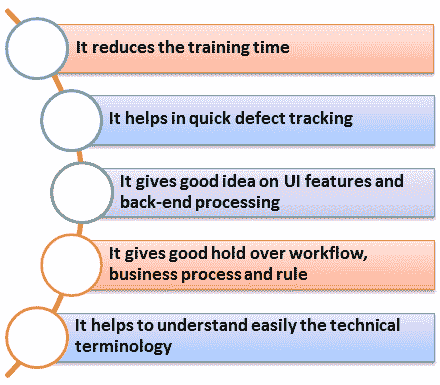 It reduces the training time
It helps in quick defect tracking
It gives good idea on UI features and
back-end processing
It gives good hold over workflow,
business process and rule
It helps to understand easily the technical
terminology